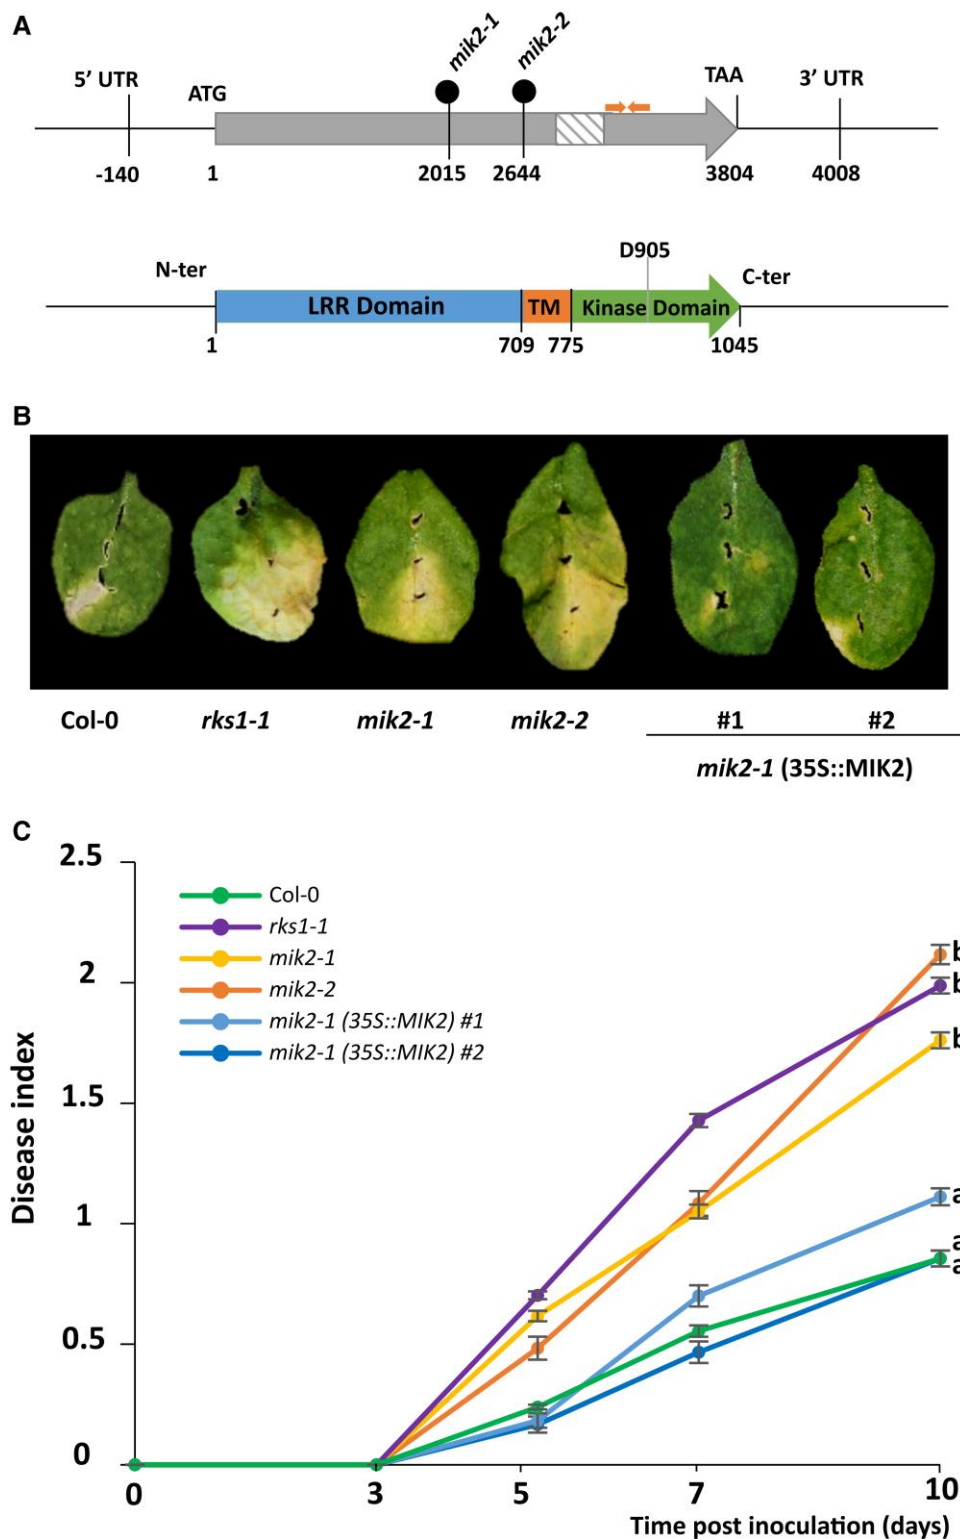 A
mik2-1
mik2-2
5' UTR
ATG
TAA
3' UTR
-140
1
2015
2644
3804
4008
D905
N-ter
C-ter
LRR Domain
TM
Kinase Domain
1
709
775
1045
B
Col-0
rks1-1
mik2-1
mik2-2
#1
#2
mik2-1 (35S::MIK2)
C
2.5
2
1.5
1
0.5
0
Disease index
Col-0
rks1-1
mik2-1
mik2-2
mik2-1 (35S::MIK2) #1
mik2-1 (35S::MIK2) #2
b
b
b
a
a
a
0
3
5
7
10
Time post inoculation (days)